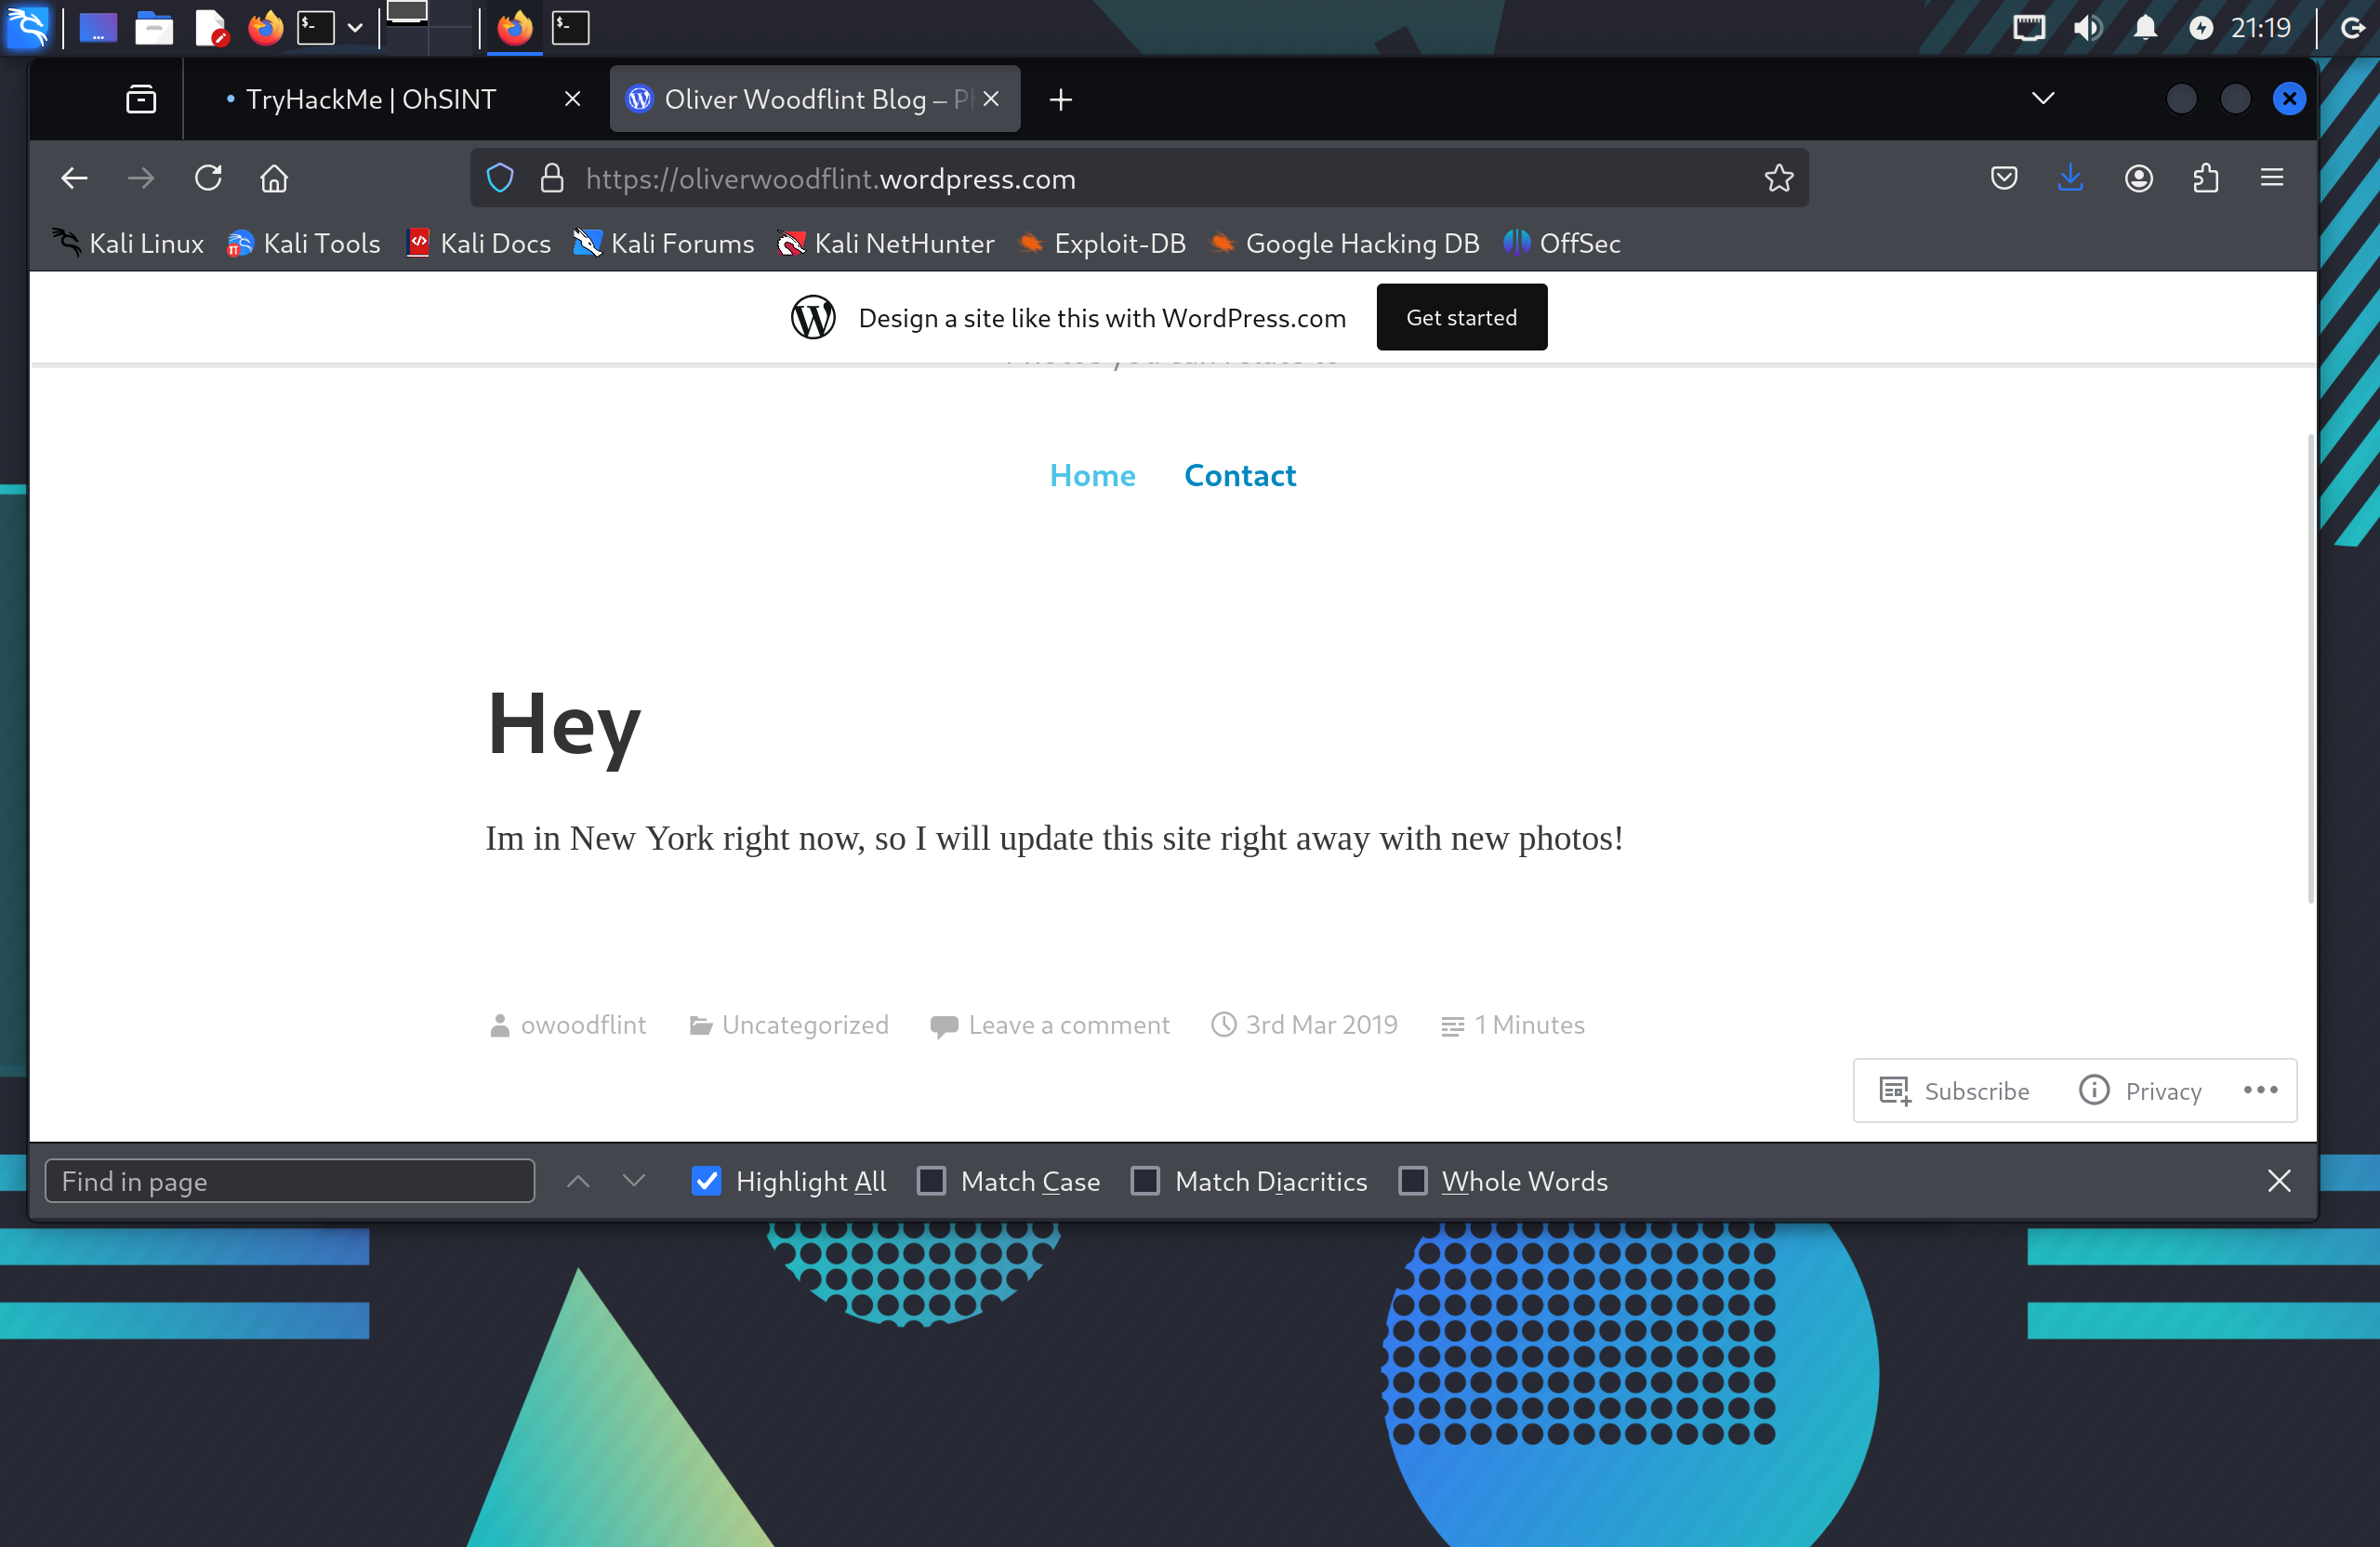 21:19
TryHackMe | OhSINT
Oliver Woodflint Blog – Ph
https://oliverwoodflint.wordpress.com
Kali Linux Kali Tools Kali Docs Kali Forums Kali NetHunter Exploit-DB Google Hacking DB OffSec
Design a site like this with WordPress.com Get started
Home Contact
Hey
Im in New York right now, so I will update this site right away with new photos!
owoodflint Uncategorized Leave a comment 3rd Mar 2019 1 Minutes
Subscribe Privacy
Find in page Highlight All Match Case Match Diacritics Whole Words